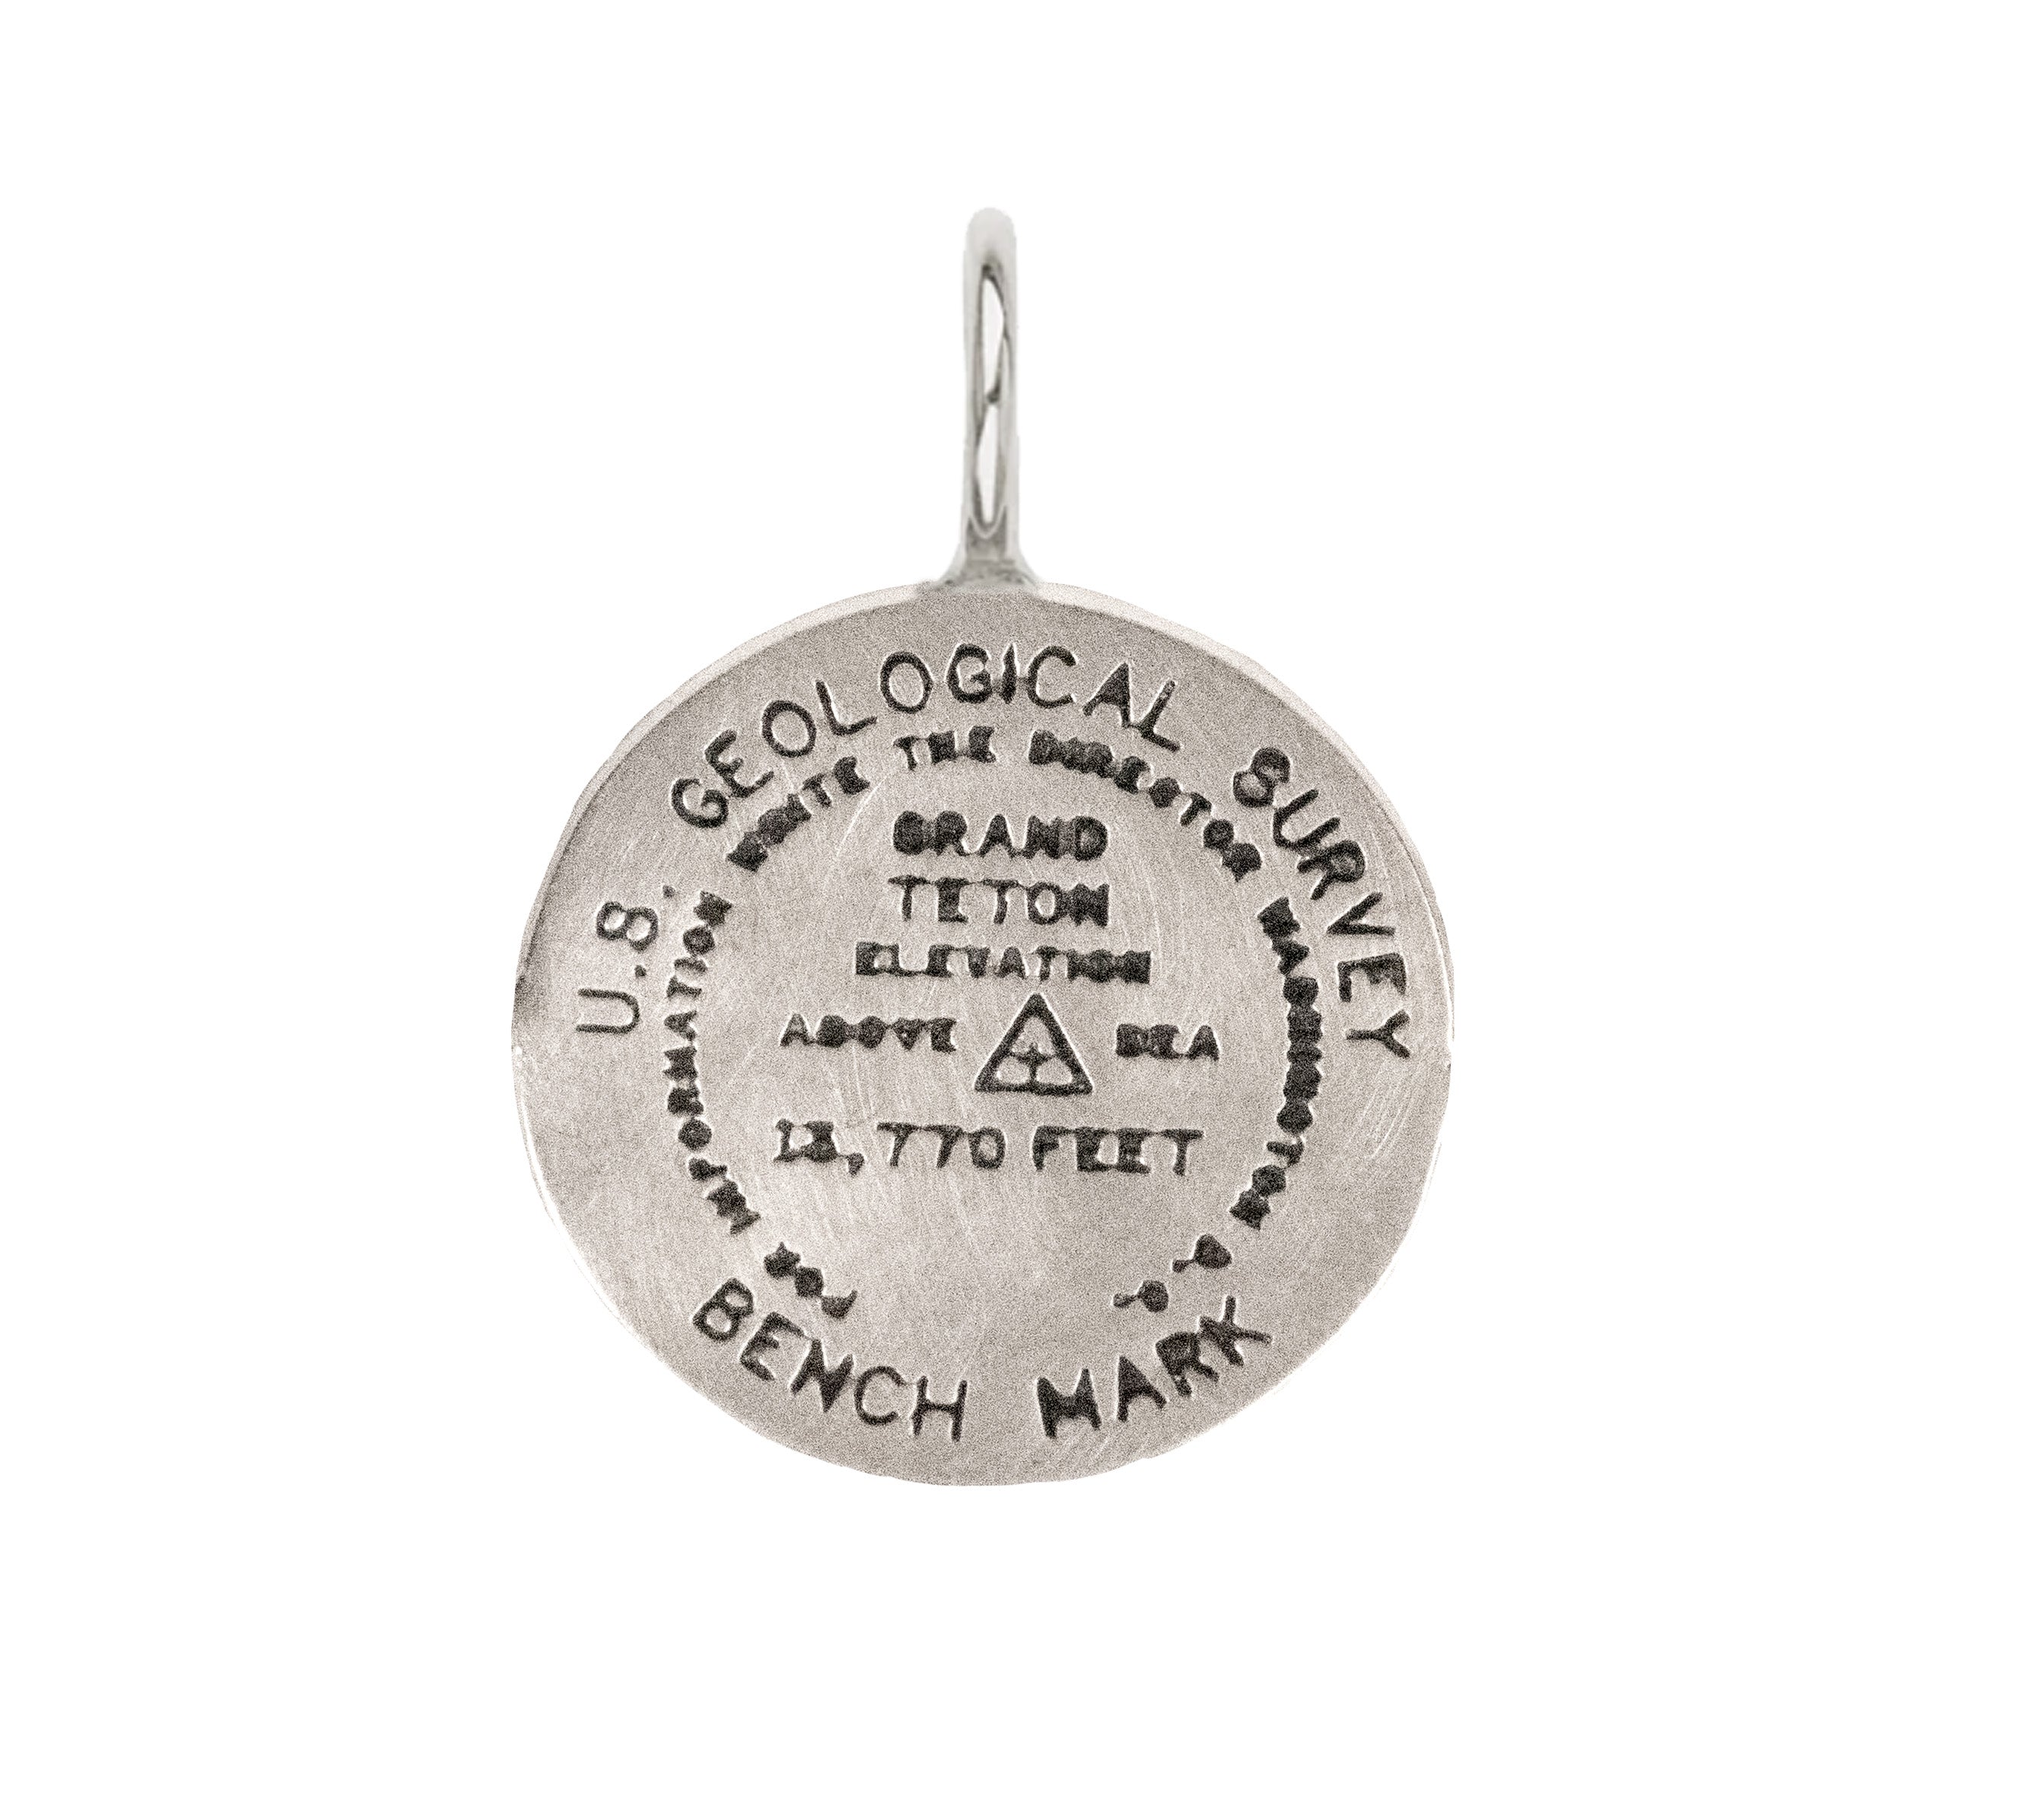 U.S. GEOLOGICAL SURVEY
FOR INFORMATION WRITE THE DIRECTOR WASHINGTON D.C.
GRAND
TETON
ELEVATION
ABOVE SEA
13,770 FEET
BENCH MARK